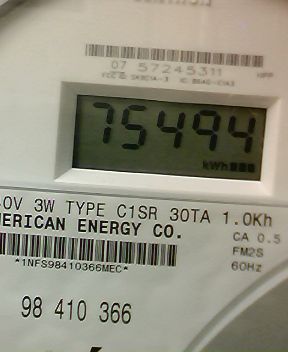 07 57245311
75494
kWh
0V 3W TYPE C1SR 30TA 1.0Kh
MERICAN ENERGY CO.
CA 0.5
FM2S
60Hz
*1NFS98410366MEC*
98 410 366